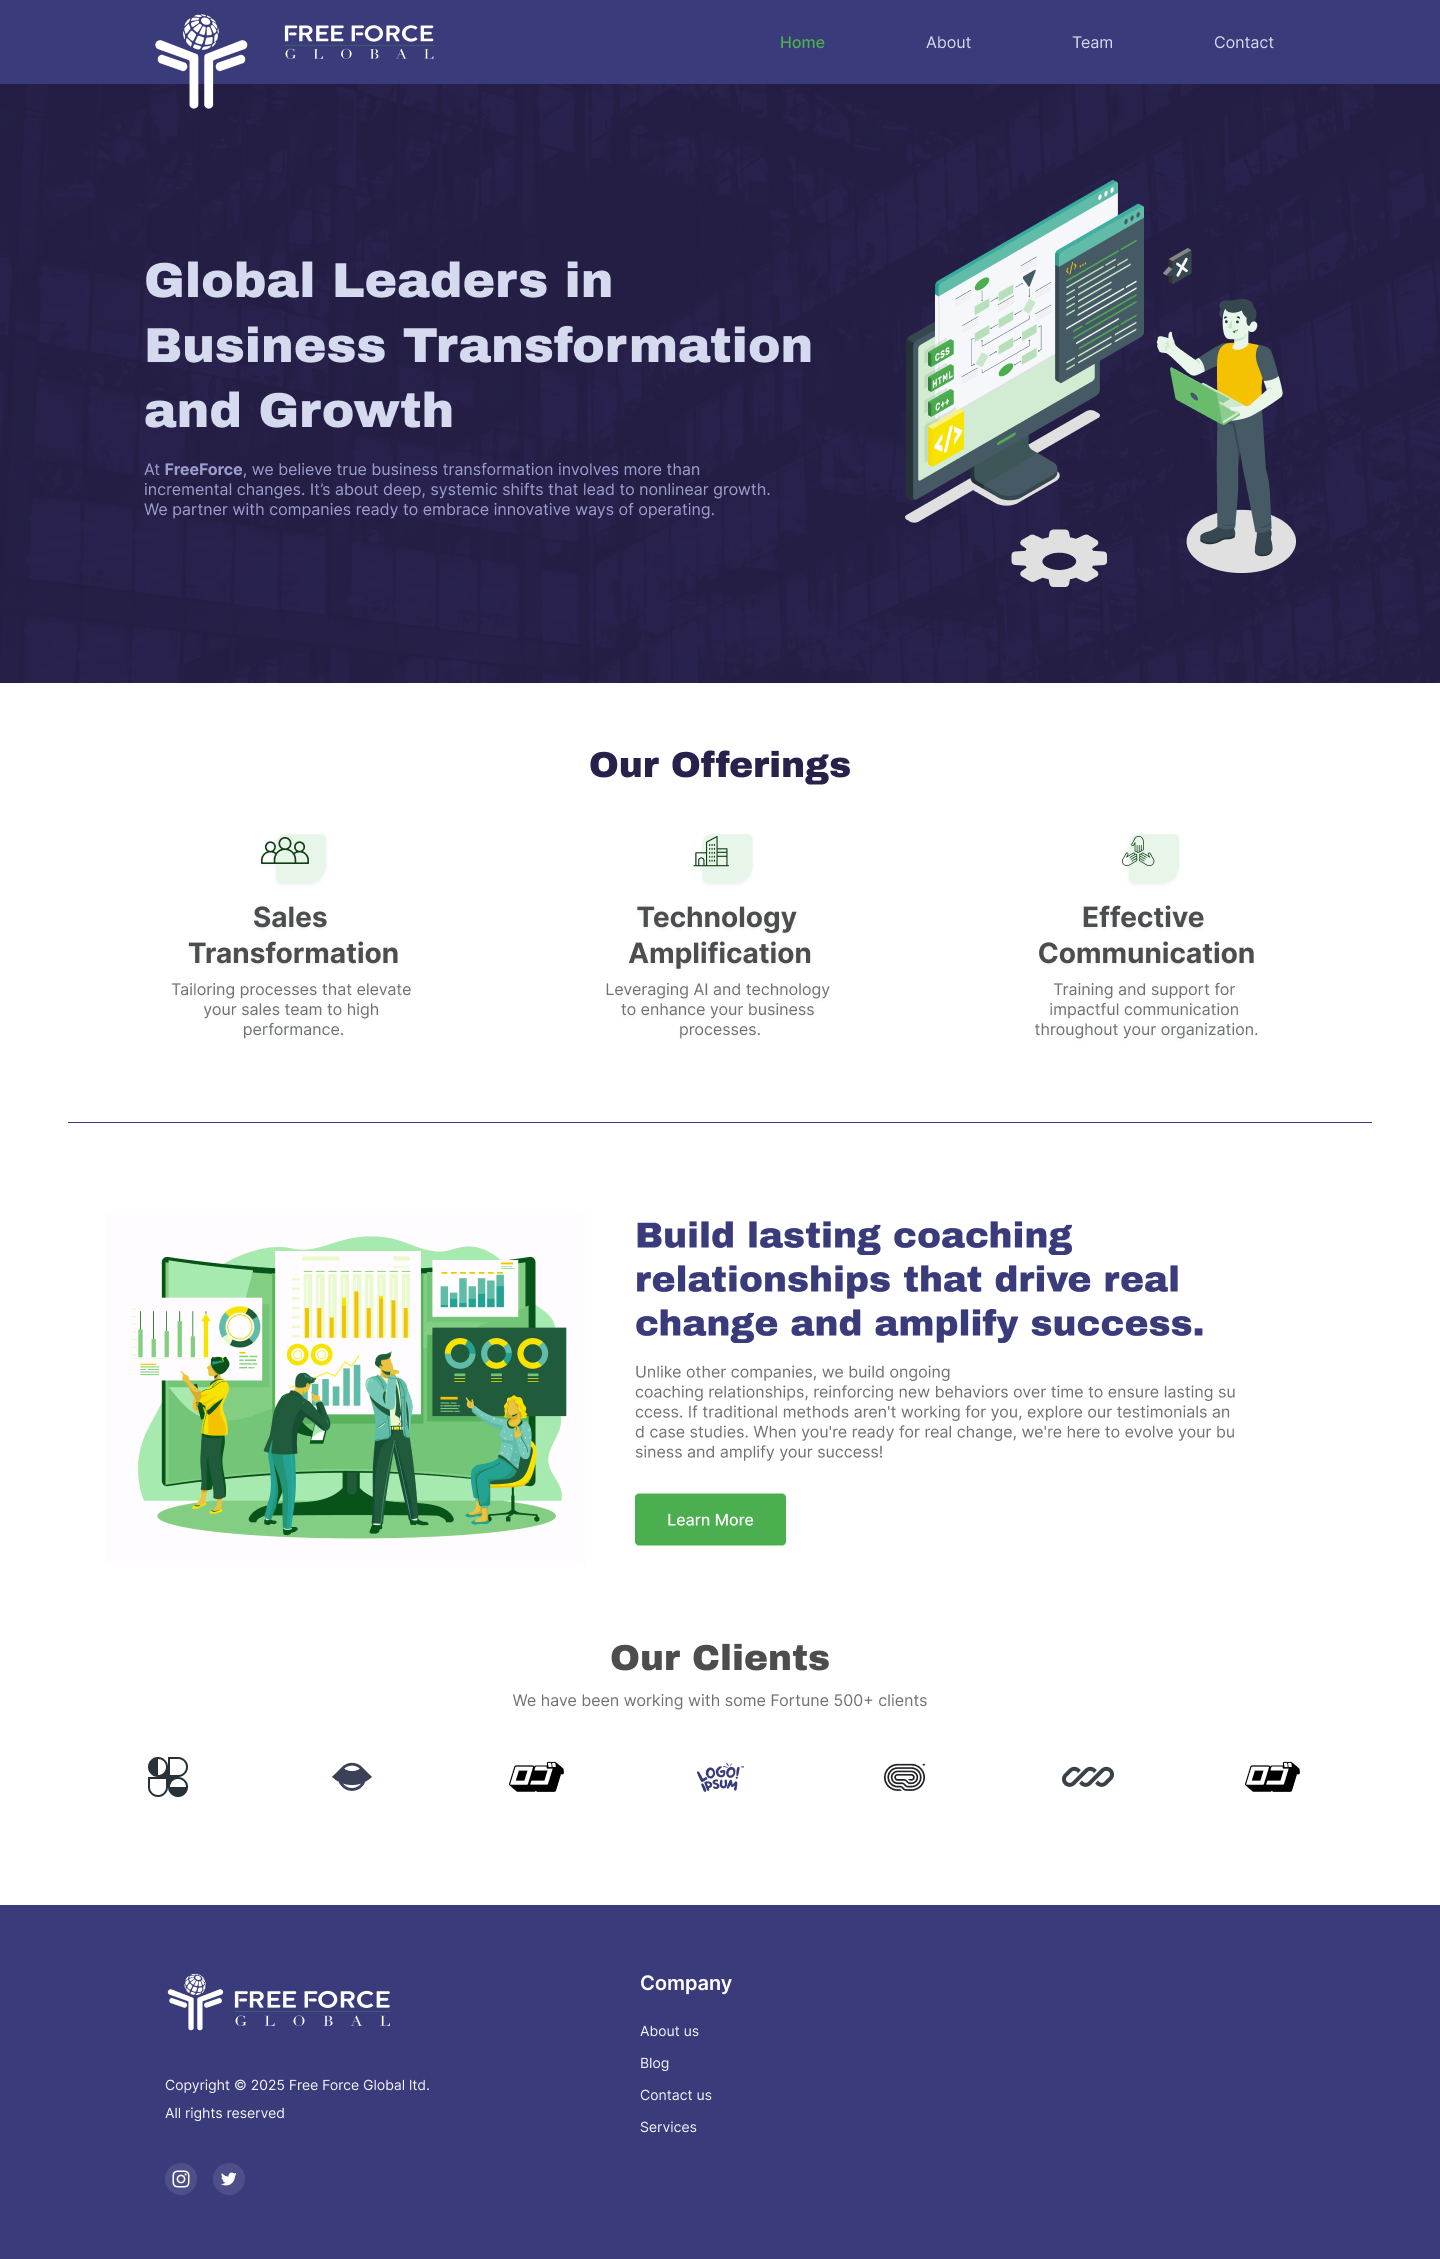 FREE FORCE
GLOBAL
Home
About
Team
Contact
Global Leaders in
Business Transformation
and Growth
At FreeForce, we believe true business transformation involves more than
incremental changes. It’s about deep, systemic shifts that lead to nonlinear growth.
We partner with companies ready to embrace innovative ways of operating.
</>...
X
CSS
HTML
C++
</>
Our Offerings
Sales
Transformation
Tailoring processes that elevate
your sales team to high
performance.
Technology
Amplification
Leveraging AI and technology
to enhance your business
processes.
Effective
Communication
Training and support for
impactful communication
throughout your organization.
Build lasting coaching
relationships that drive real
change and amplify success.
Unlike other companies, we build ongoing
coaching relationships, reinforcing new behaviors over time to ensure lasting su
ccess. If traditional methods aren't working for you, explore our testimonials an
d case studies. When you're ready for real change, we're here to evolve your bu
siness and amplify your success!
Learn More
Our Clients
We have been working with some Fortune 500+ clients
LOGO!
IPSUM
FREE FORCE
GLOBAL
Copyright © 2025 Free Force Global ltd.
All rights reserved
Company
About us
Blog
Contact us
Services